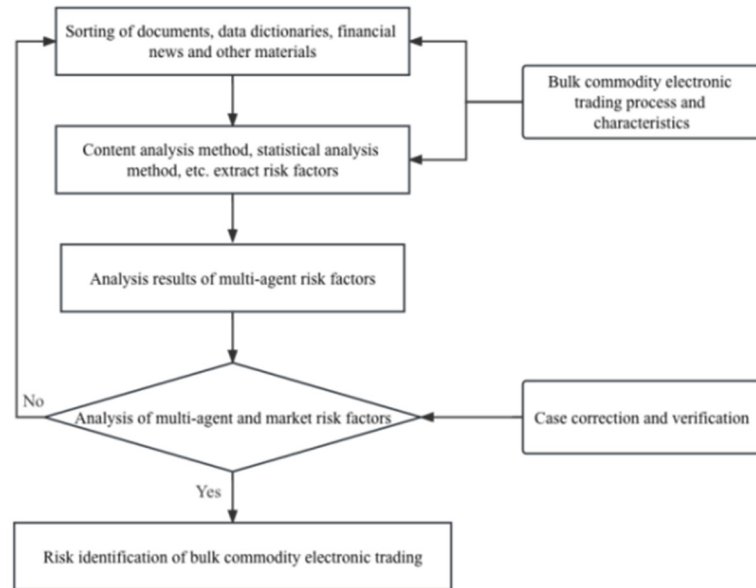 Sorting of documents, data dictionaries, financial
news and other materials
Bulk commodity electronic
trading process and
characteristics
Content analysis method, statistical analysis
method, etc. extract risk factors
Analysis results of multi-agent risk factors
No
Analysis of multi-agent and market risk factors
Case correction and verification
Yes
Risk identification of bulk commodity electronic trading